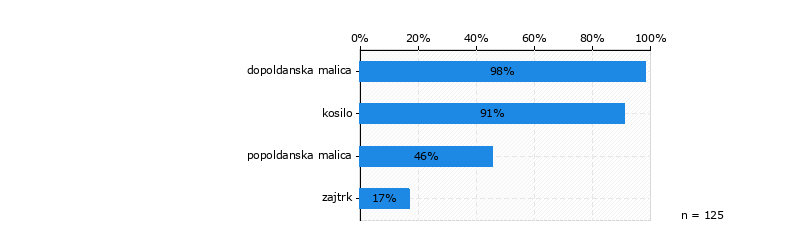 0% 20% 40% 60% 80% 100%
dopoldanska malica 98%
kosilo 91%
popoldanska malica 46%
zajtrk 17%
n = 125